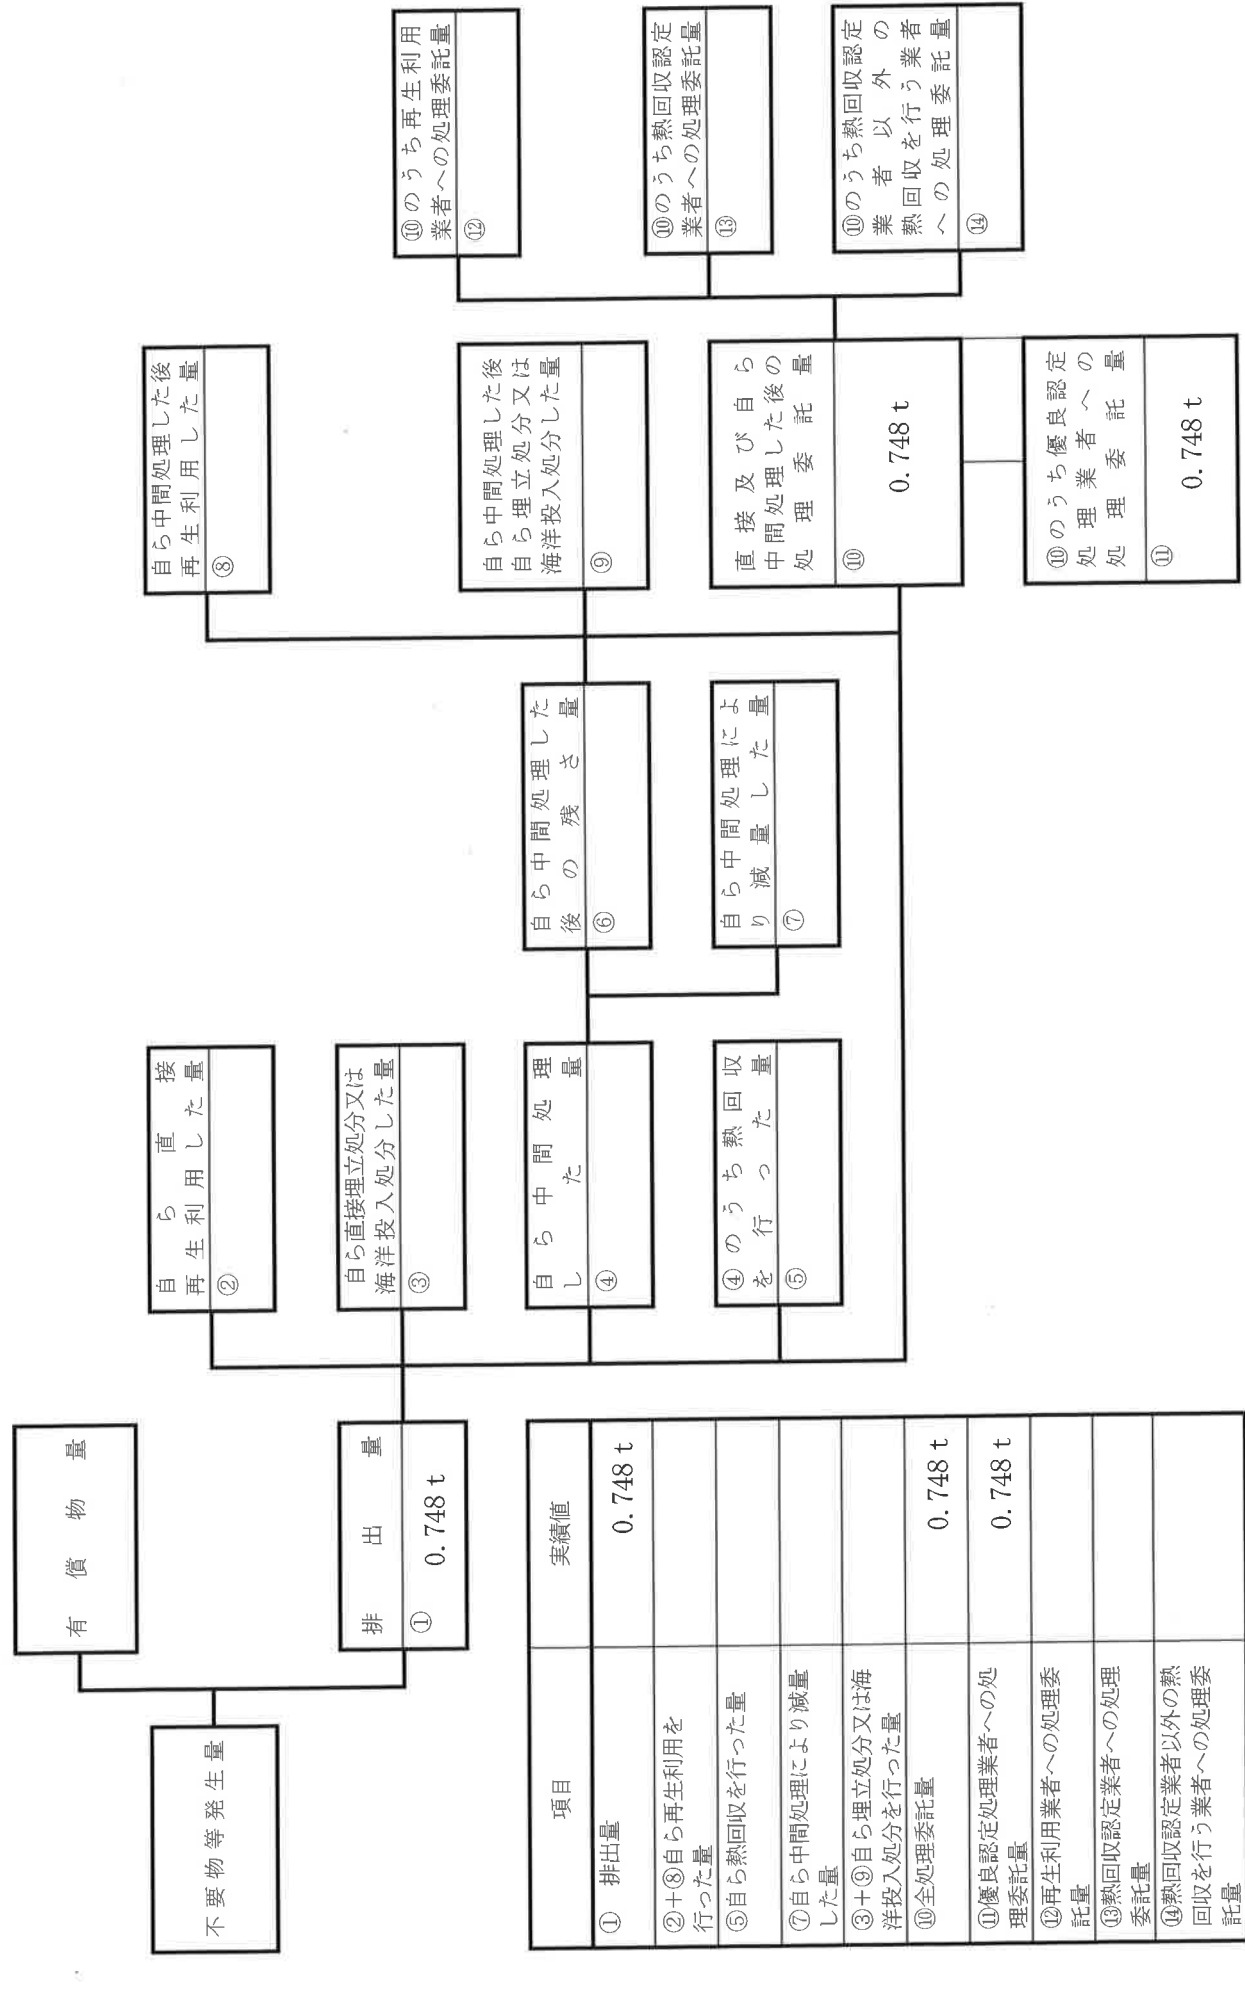 有償物量
不要物等発生量
排出量
①
0.748 t
自ら直接
再生利用した量
②
自ら直接埋立処分又は
海洋投入処分した量
③
自ら中間処理
した量
④
④のうち熱回収
を行った量
⑤
自ら中間処理した
後の残さ量
⑥
自ら中間処理によ
り減量した量
⑦
自ら中間処理した後
再生利用した量
⑧
自ら中間処理した後
自ら埋立処分又は
海洋投入処分した量
⑨
直接及び自ら
中間処理した後の
処理委託量
⑩
0.748 t
⑩のうち優良認定
処理業者への
処理委託量
⑪
0.748 t
⑩のうち再生利用
業者への処理委託量
⑫
⑩のうち熱回収認定
業者への処理委託量
⑬
⑩のうち熱回収認定
業者以外の
熱回収を行う業者
への処理委託量
⑭
項目 実績値
① 排出量 0.748 t
②+⑧自ら再生利用を
行った量
⑤自ら熱回収を行った量
⑦自ら中間処理により減量
した量
③+⑨自ら埋立処分又は海
洋投入処分を行った量
⑩全処理委託量 0.748 t
⑪優良認定処理業者への処
理委託量 0.748 t
⑫再生利用業者への処理委
託量
⑬熱回収認定業者への処理
委託量
⑭熱回収認定業者以外の熱
回収を行う業者への処理委
託量